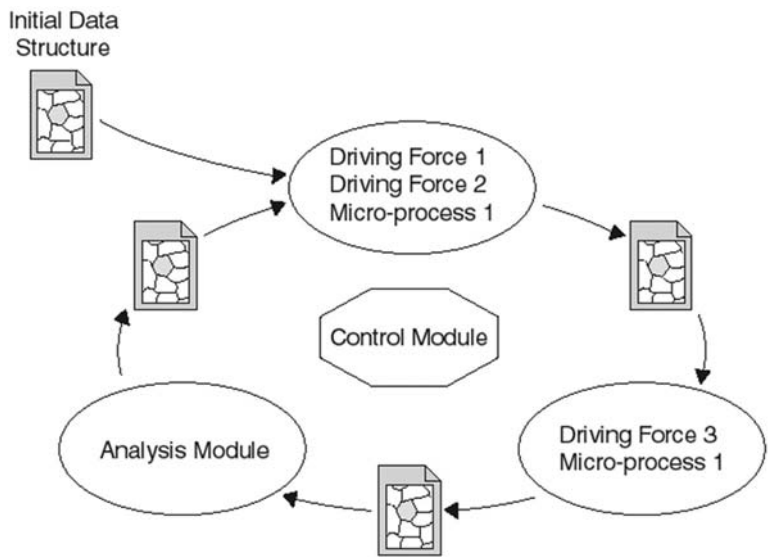 Initial Data
Structure
Driving Force 1
Driving Force 2
Micro-process 1
Control Module
Analysis Module
Driving Force 3
Micro-process 1